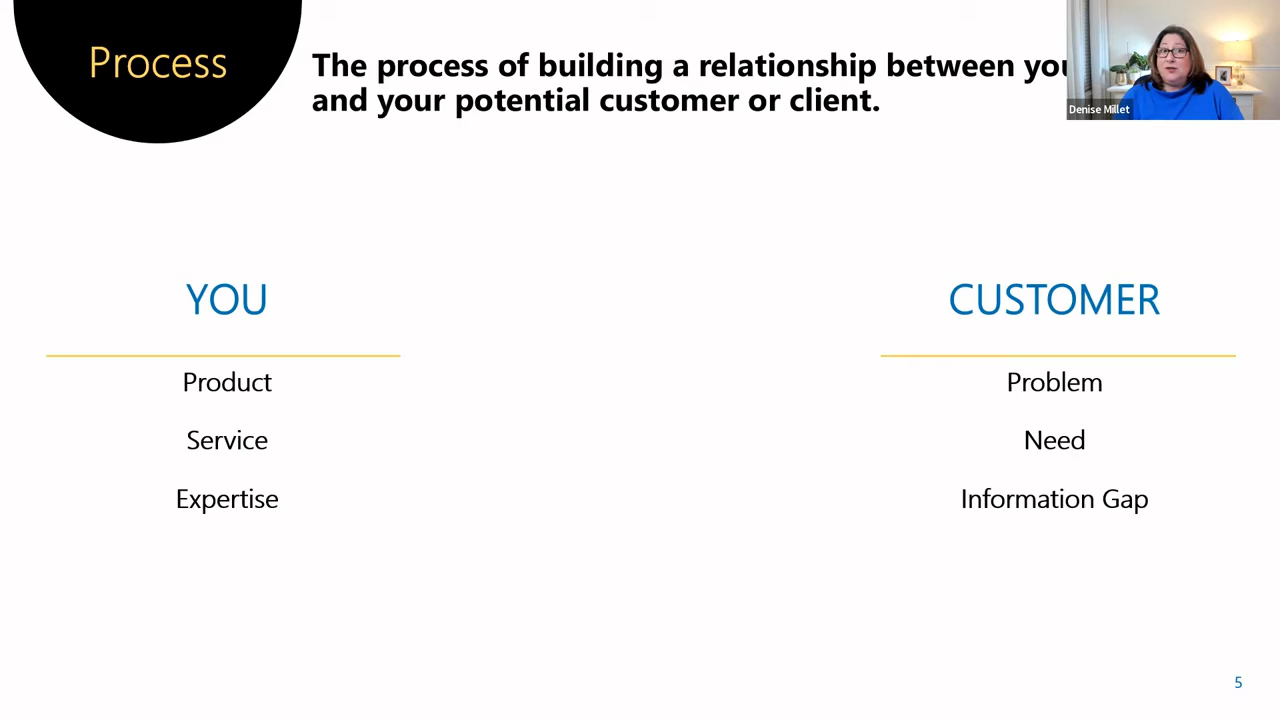 Process
The process of building a relationship between you
and your potential customer or client.
Denise Millet
YOU
CUSTOMER
Product
Problem
Service
Need
Expertise
Information Gap
5